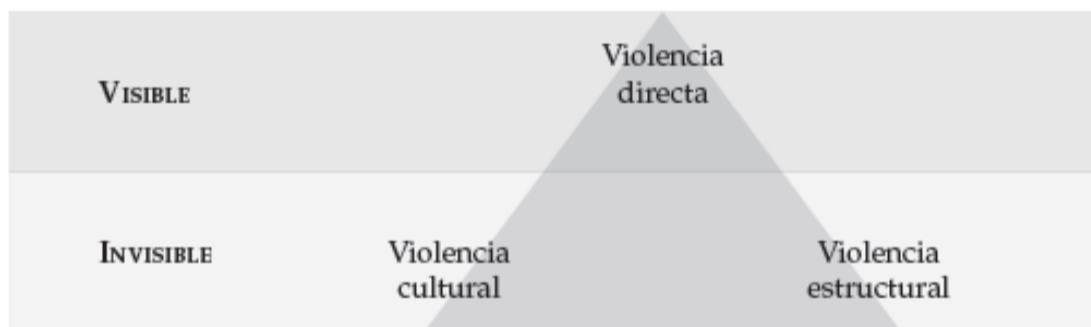 Violencia
directa
VISIBLE
INVISIBLE
Violencia
cultural
Violencia
estructural